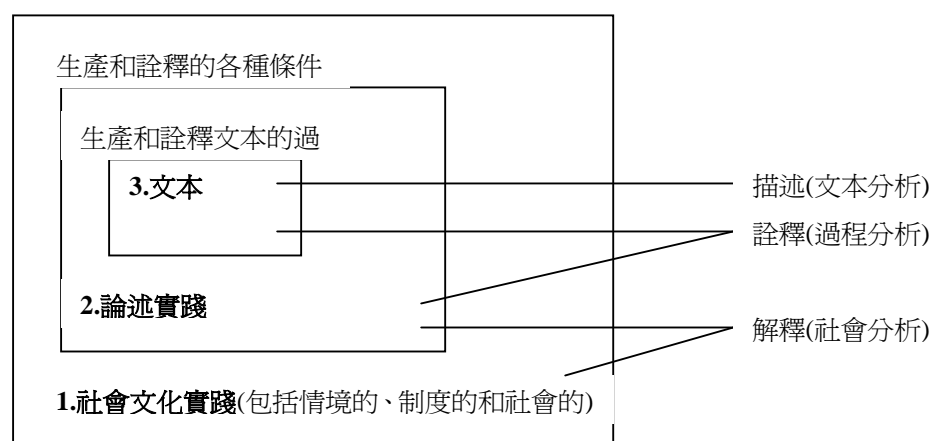 生產和詮釋的各種條件
生產和詮釋文本的過
3.文本
描述(文本分析)
詮釋(過程分析)
2.論述實踐
解釋(社會分析)
1.社會文化實踐(包括情境的、制度的和社會的)